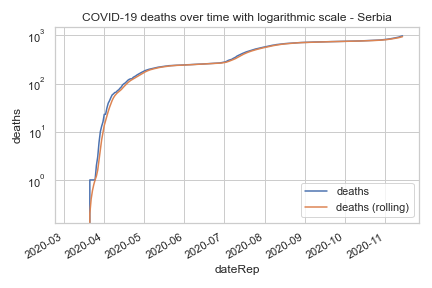 COVID-19 deaths over time with logarithmic scale - Serbia
10³
10²
10¹
10⁰
deaths
deaths
deaths (rolling)
2020-03
2020-04
2020-05
2020-06
2020-07
2020-08
2020-09
2020-10
2020-11
dateRep